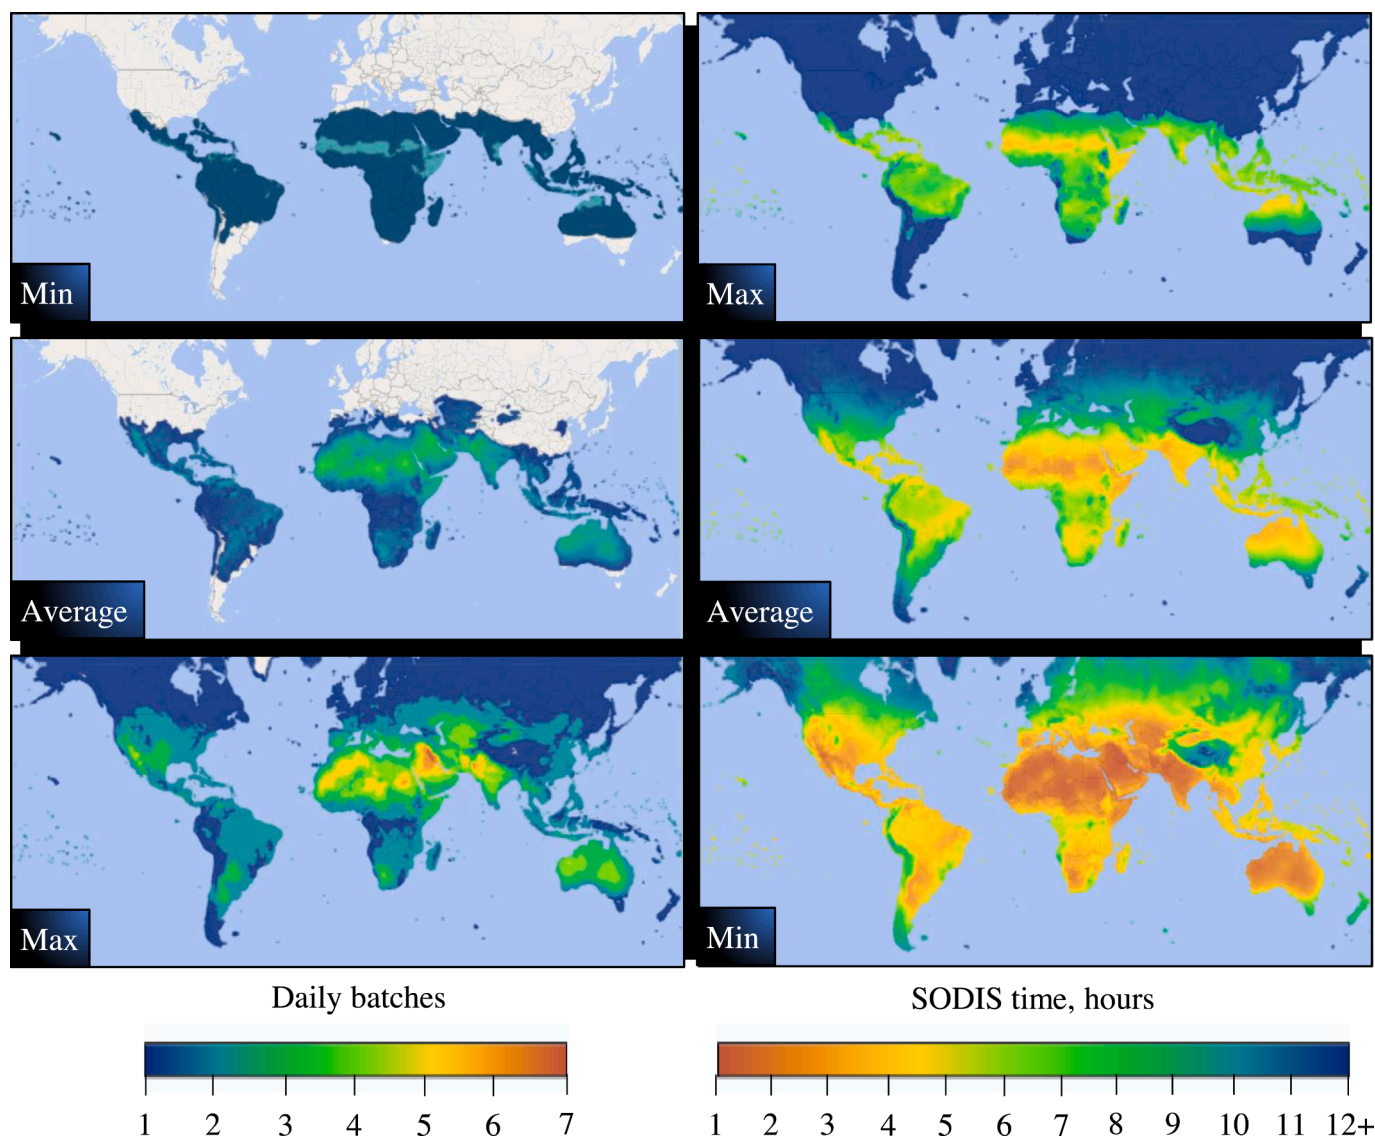 Min
Max
Average
Average
Max
Min
Daily batches
SODIS time, hours
1 2 3 4 5 6 7
1 2 3 4 5 6 7 8 9 10 11 12+